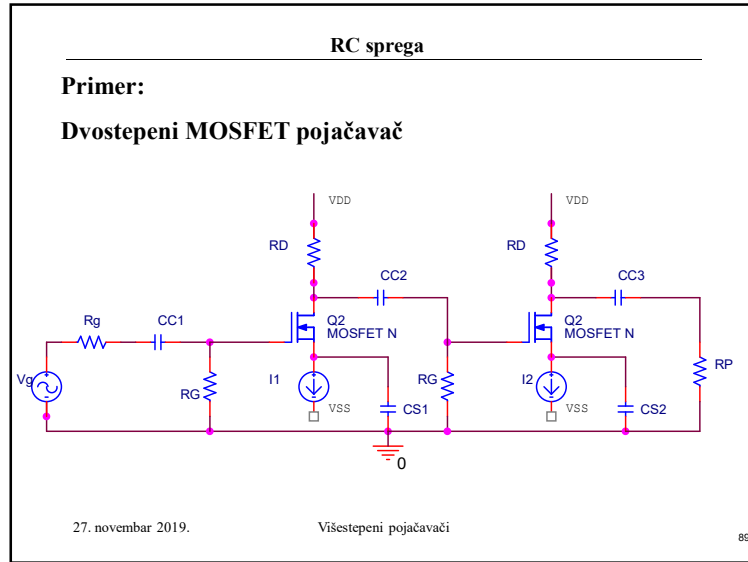 RC sprega
Primer:
Dvostepeni MOSFET pojačavač
VDD
VDD
RD
RD
CC2
CC3
Rg
CC1
Q2
MOSFET N
Q2
MOSFET N
RP
Vg
RG
I1
RG
I2
VSS
CS1
VSS
CS2
0
27. novembar 2019.
Višestepeni pojačavači
89